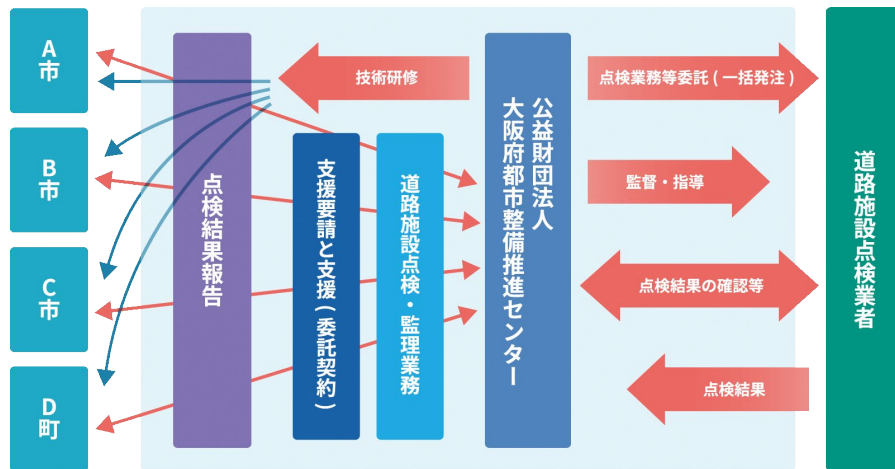 A市
B市
C市
D町
点検結果報告
技術研修
支援要請と支援(委託契約)
道路施設点検・監理業務
公益財団法人
大阪府都市整備推進センター
点検業務等委託(一括発注)
監督・指導
点検結果の確認等
点検結果
道路施設点検業者